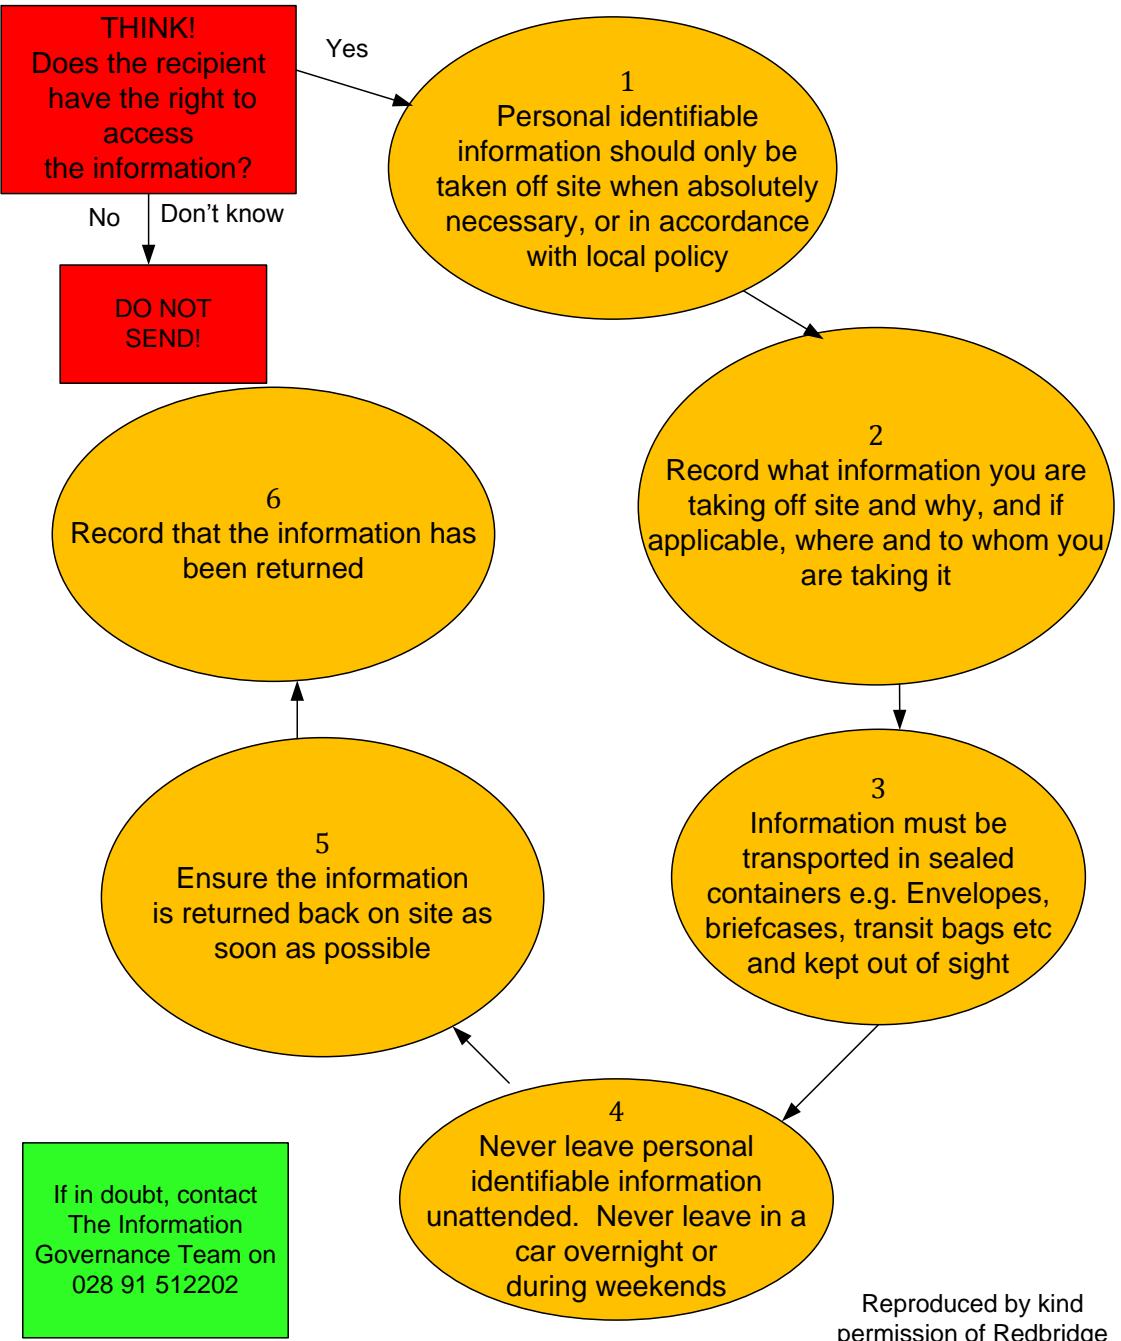 THINK!
Does the recipient
have the right to
access
the information?
Yes
No
Don't know
DO NOT
SEND!
1
Personal identifiable
information should only be
taken off site when absolutely
necessary, or in accordance
with local policy
2
Record what information you are
taking off site and why, and if
applicable, where and to whom you
are taking it
3
Information must be
transported in sealed
containers e.g. Envelopes,
briefcases, transit bags etc
and kept out of sight
4
Never leave personal
identifiable information
unattended.  Never leave in a
car overnight or
during weekends
5
Ensure the information
is returned back on site as
soon as possible
6
Record that the information has
been returned
If in doubt, contact
The Information
Governance Team on
028 91 512202
Reproduced by kind
permission of Redbridge